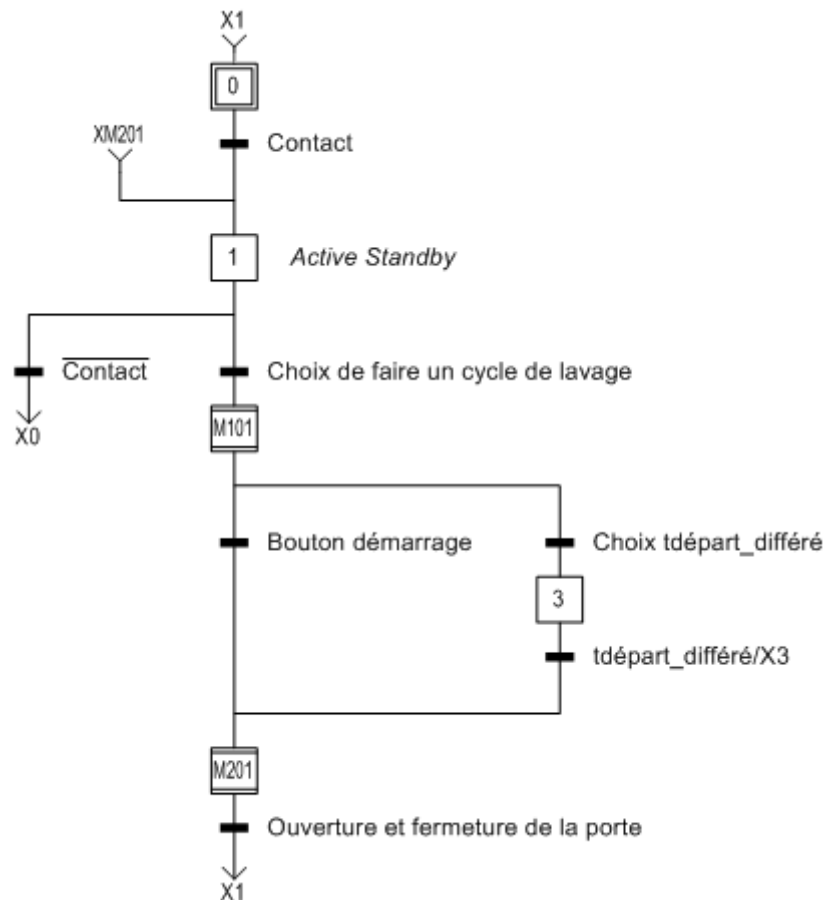 X1
0
Contact
XM201
1 Active Standby
Contact Choix de faire un cycle de lavage
X0
M101
Bouton démarrage Choix tdépart_différé
3
tdépart_différé/X3
M201
Ouverture et fermeture de la porte
X1